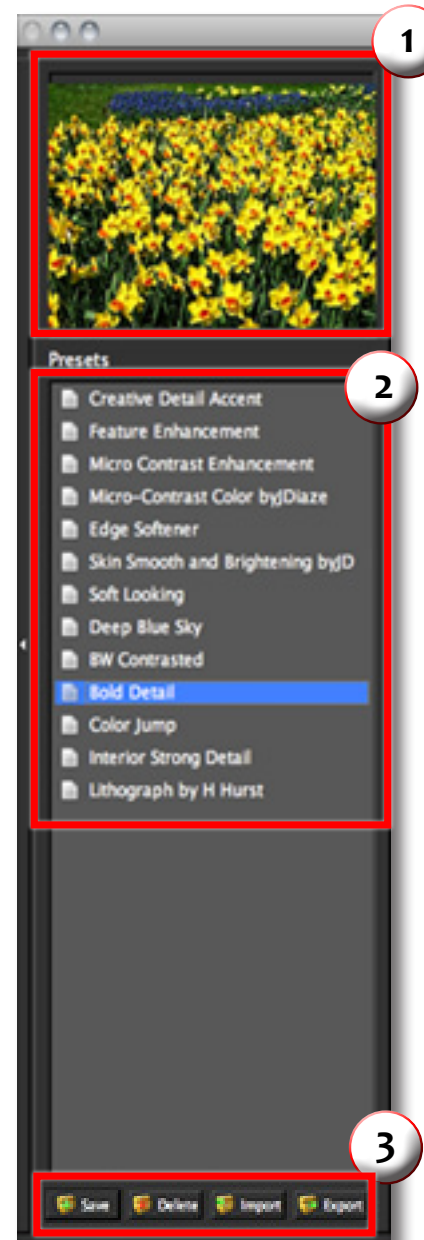 1
Presets
2
Creative Detail Accent
Feature Enhancement
Micro Contrast Enhancement
Micro-Contrast Color byJDiaze
Edge Softener
Skin Smooth and Brightening byJD
Soft Looking
Deep Blue Sky
BW Contrasted
Bold Detail
Color Jump
Interior Strong Detail
Lithograph by H Hurst
3
Save Delete Import Export